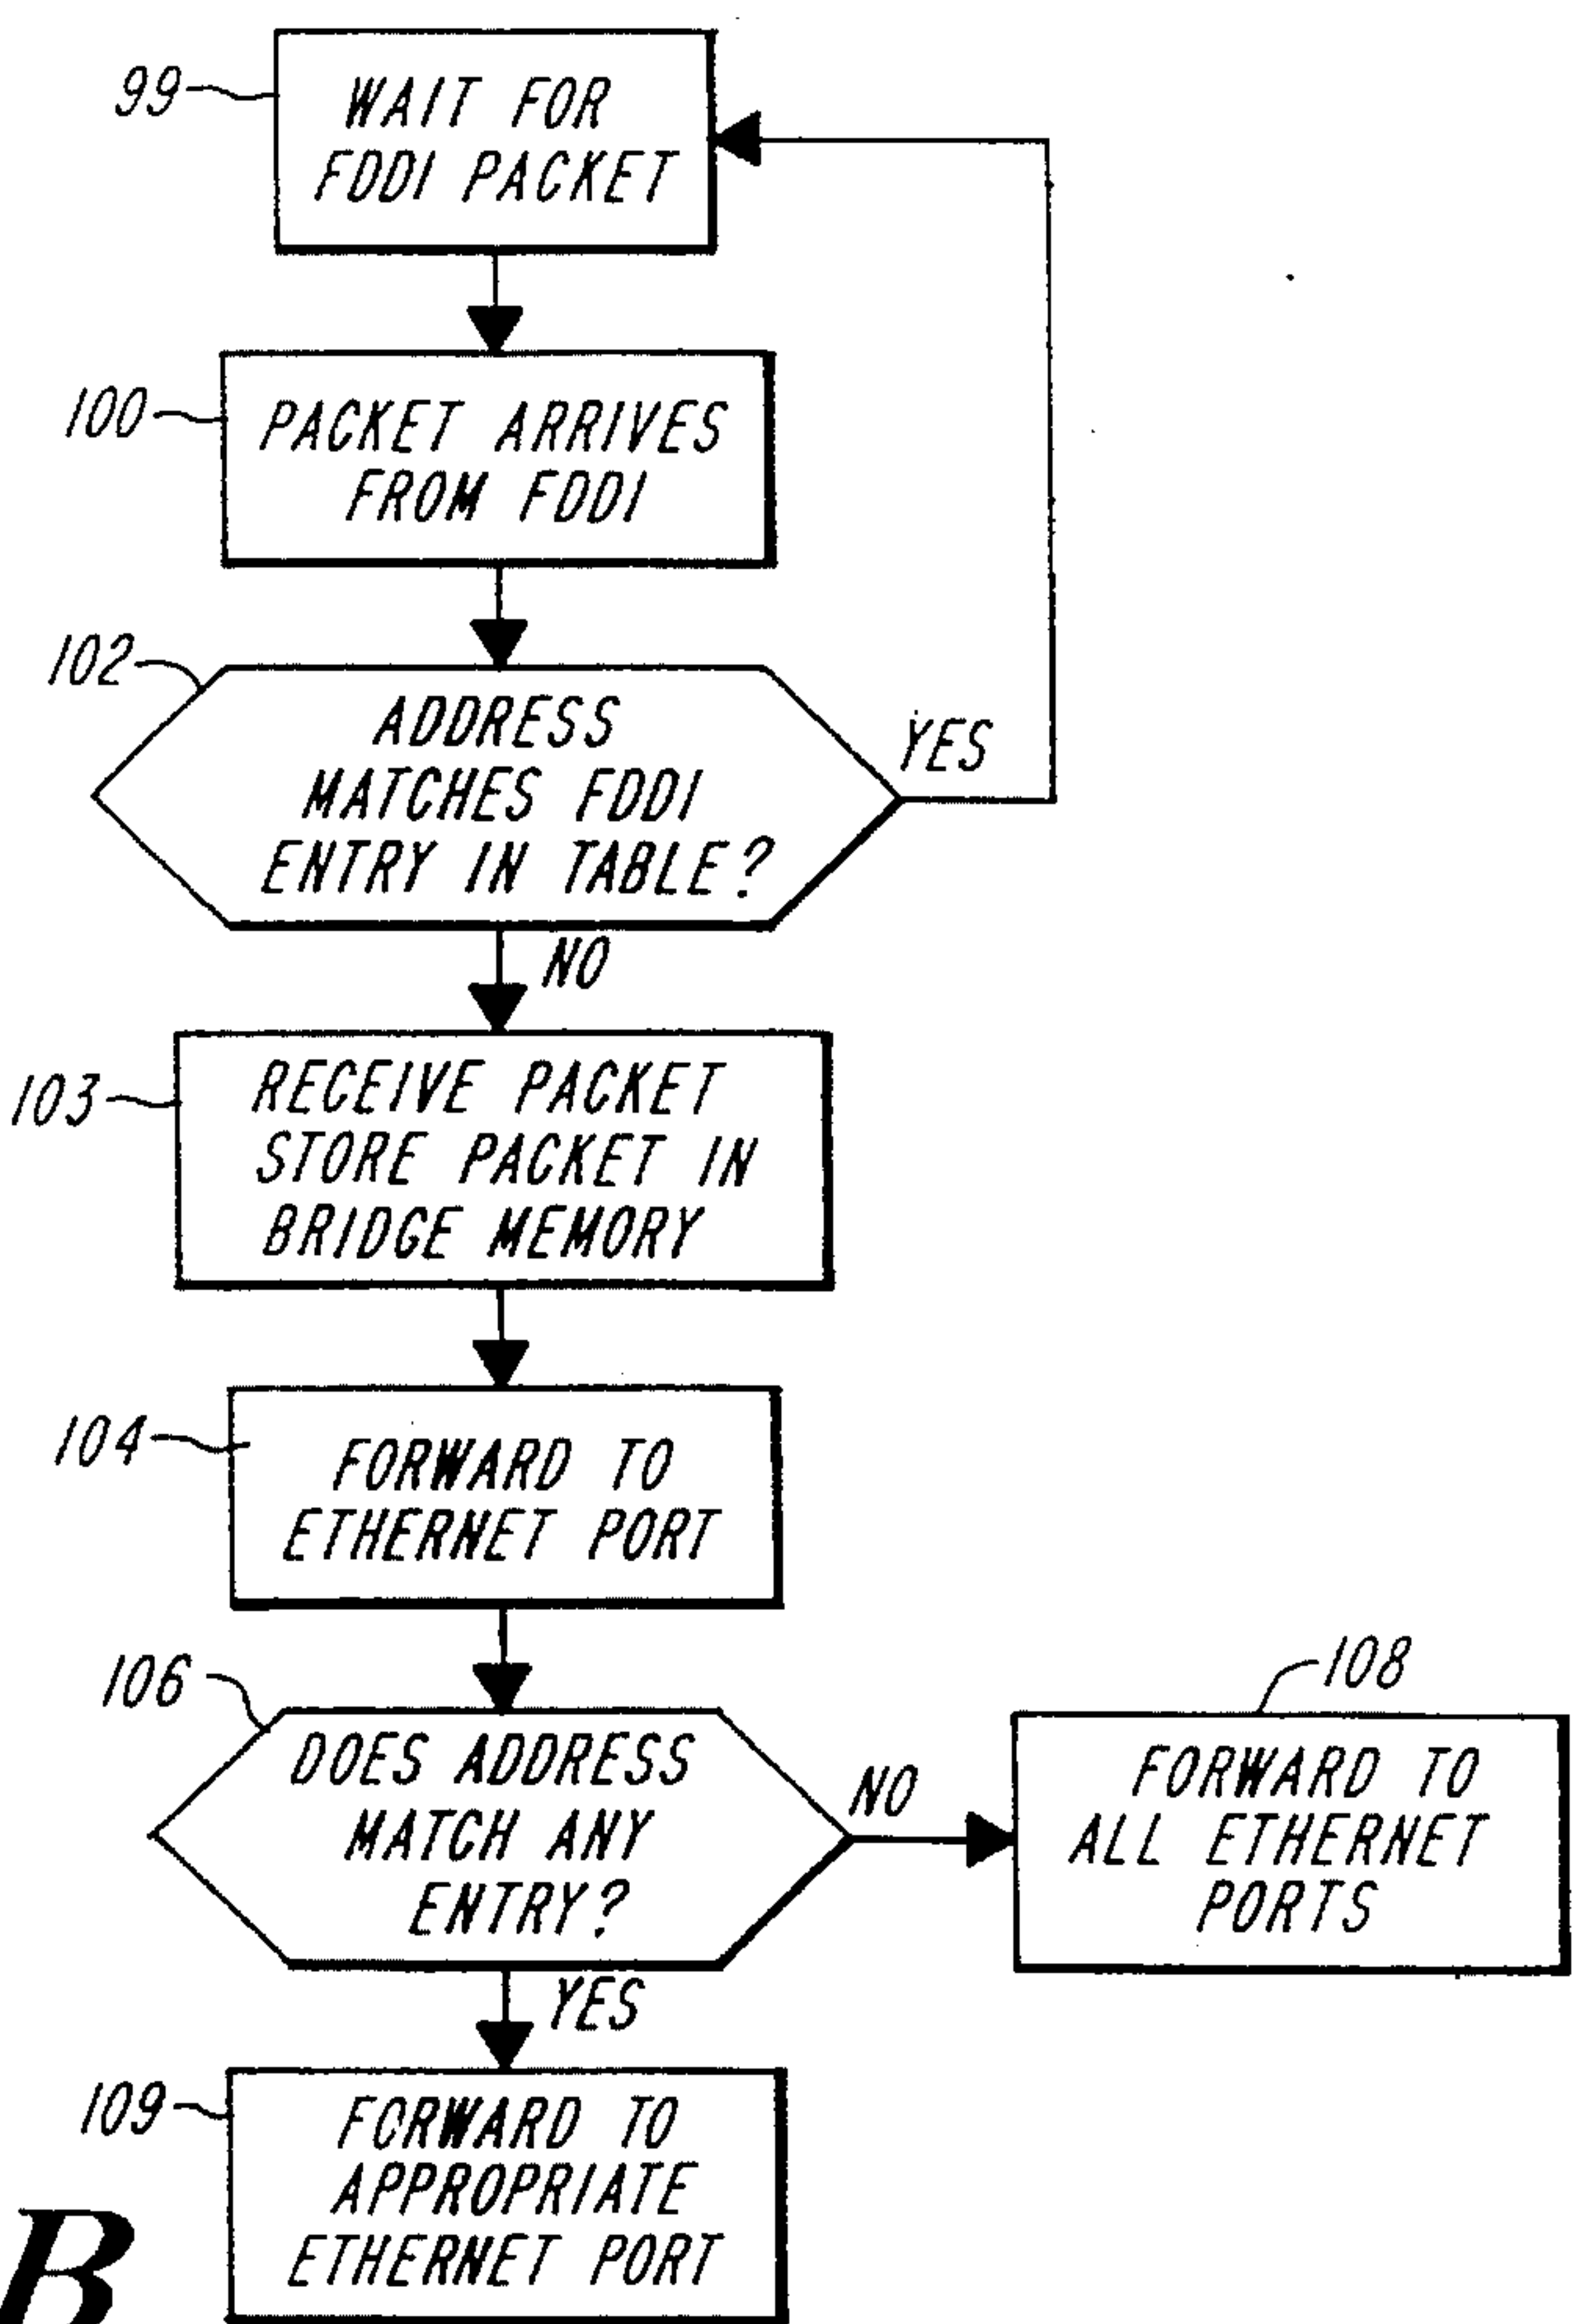 99
WAIT FOR
FDDI PACKET
100
PACKET ARRIVES
FROM FDDI
102
ADDRESS
MATCHES FDDI
ENTRY IN TABLE?
YES
NO
103
RECEIVE PACKET
STORE PACKET IN
BRIDGE MEMORY
104
FORWARD TO
ETHERNET PORT
106
DOES ADDRESS
MATCH ANY
ENTRY?
NO
108
FORWARD TO
ALL ETHERNET
PORTS
YES
109
FORWARD TO
APPROPRIATE
ETHERNET PORT
B